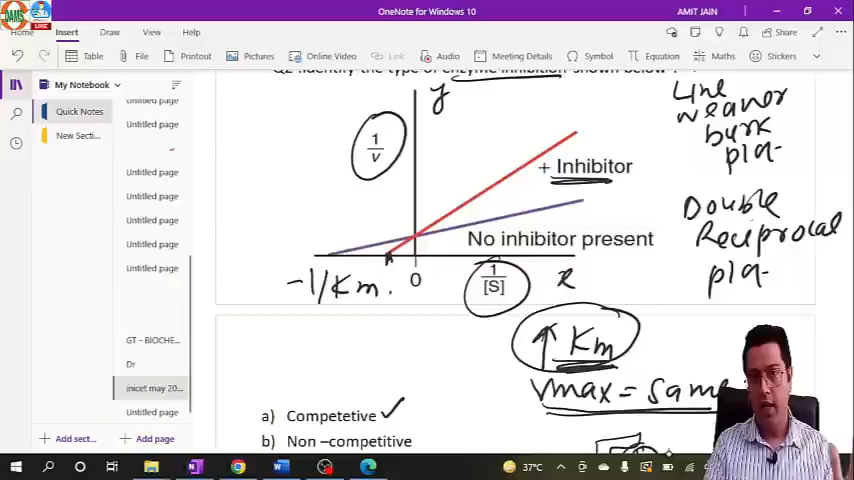 DAMS
LIVE
OneNote for Windows 10
AMIT JAIN
Home Insert Draw View Help
Share
Table File Printout Pictures Online Video Link Audio Meeting Details Symbol Equation Maths Stickers
My Notebook
Quick Notes
New Secti...
Untitled page
Untitled page
Untitled page
Untitled page
Untitled page
Untitled page
Untitled page
GT - BIOCHE...
Dr
inicet may 20...
Untitled page
Add sect...
Add page
Q2 .Identify the type of enzyme inhibition shown below ?
y
1
v
+ Inhibitor
No inhibitor present
-1/Km.
0
1
[S]
x
Line
weaver
burk
plot
Double
Reciprocal
plot
↑ Km
Vmax = same
a) Competetive ✓
b) Non –competitive
37°C